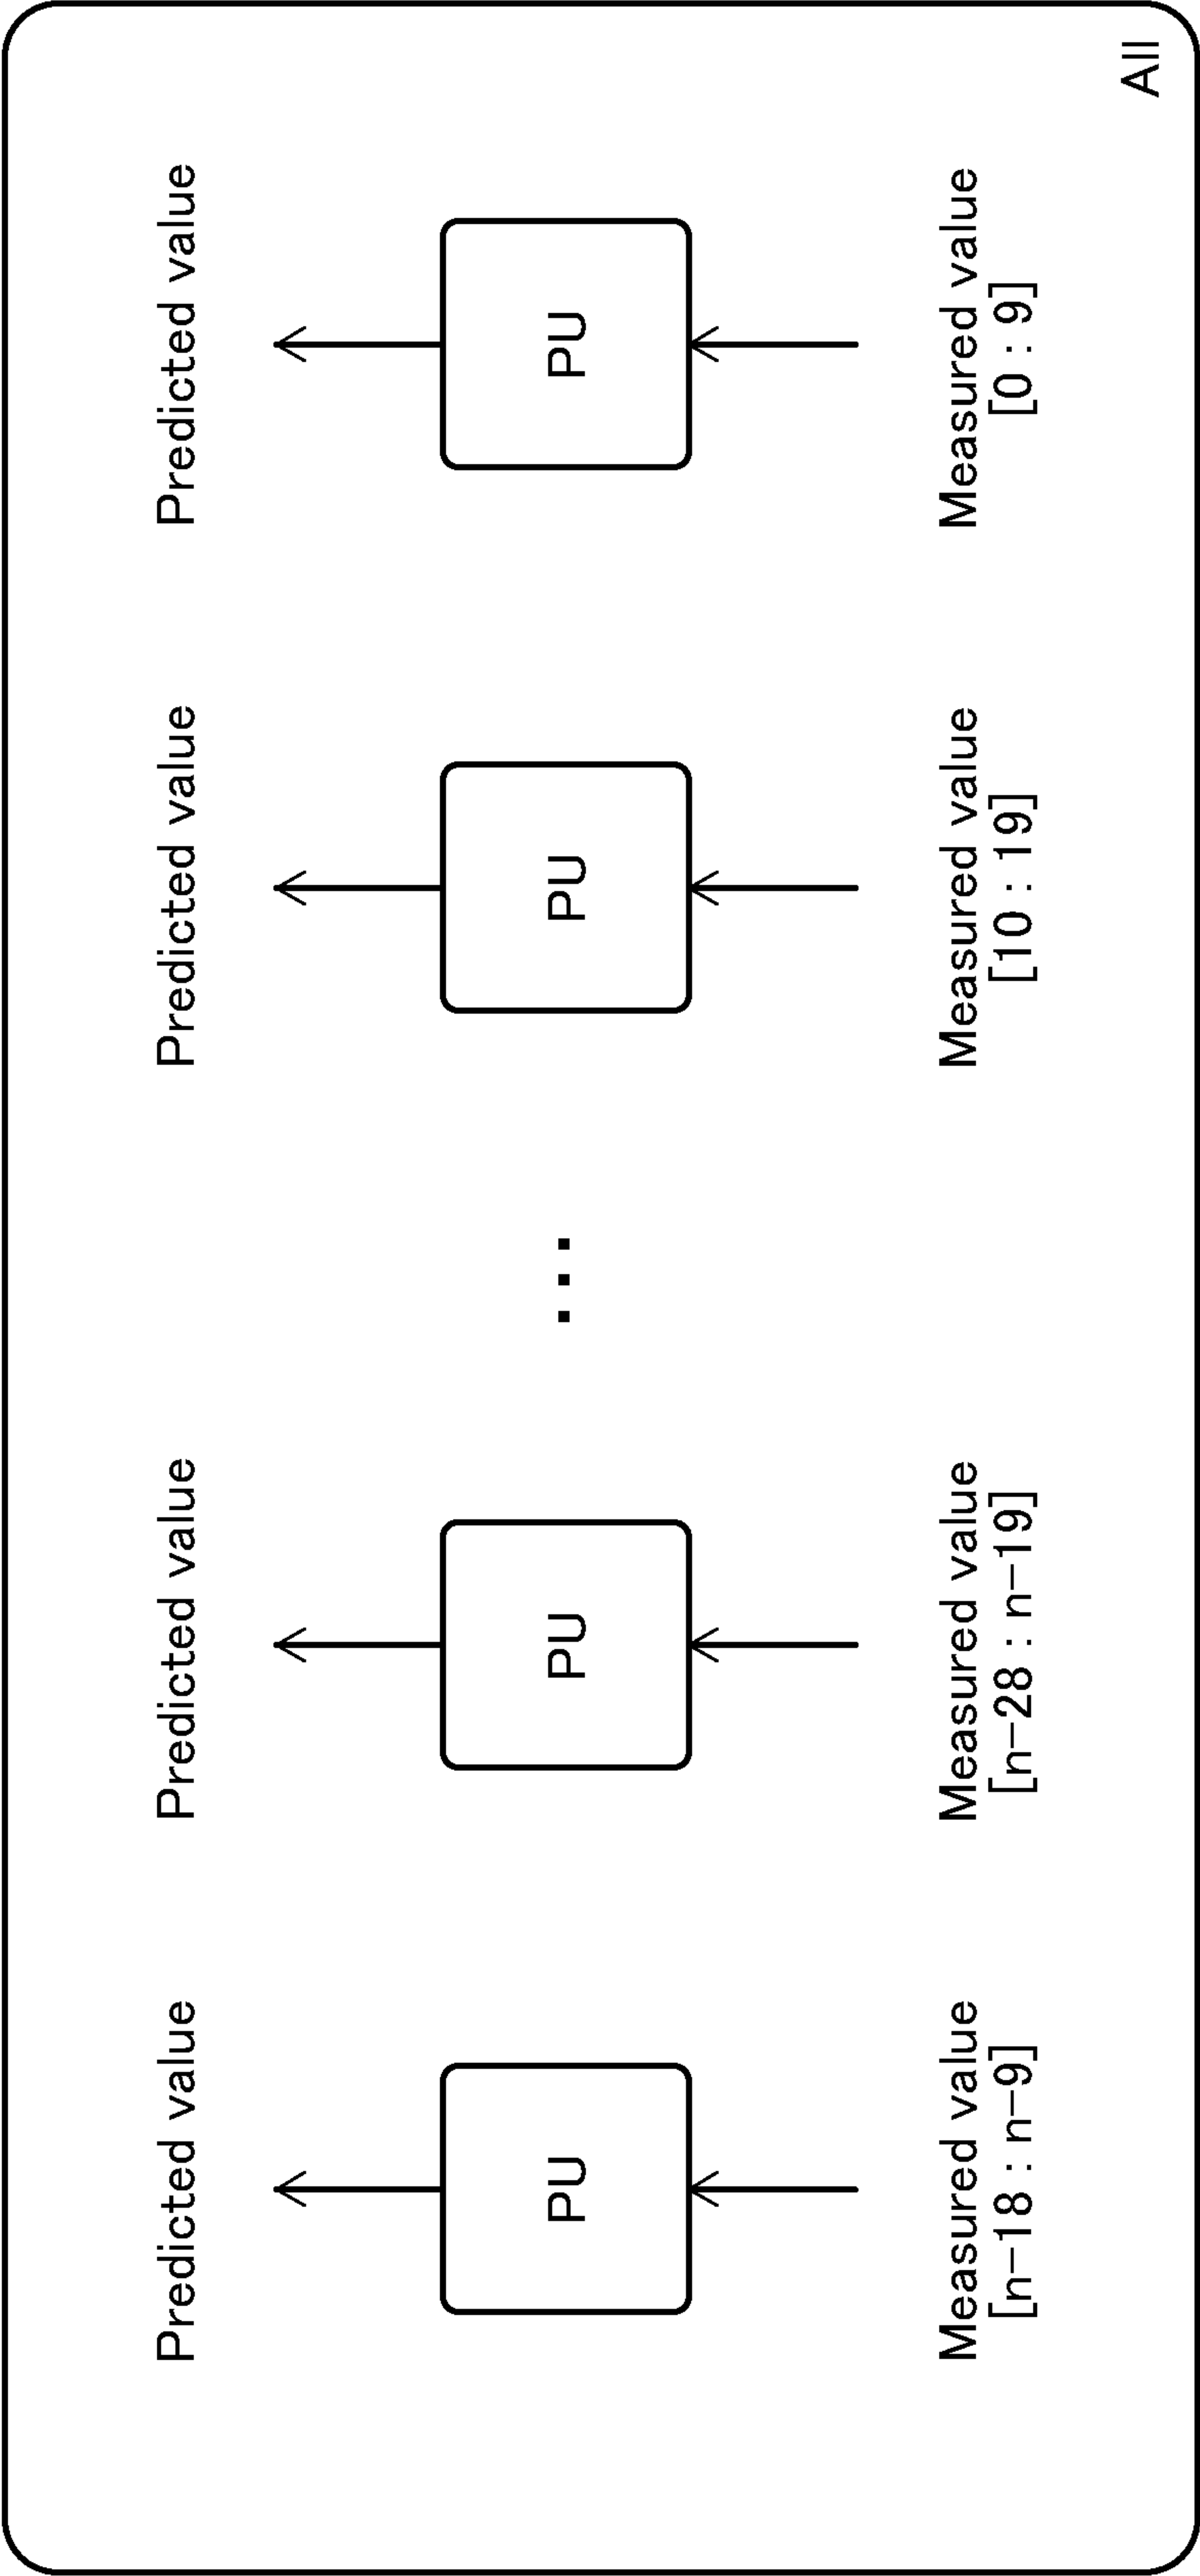 Predicted value
Predicted value
Predicted value
Predicted value
PU
PU
...
PU
PU
Measured value
[n-18 : n-9]
Measured value
[n-28 : n-19]
Measured value
[10 : 19]
Measured value
[0 : 9]
All